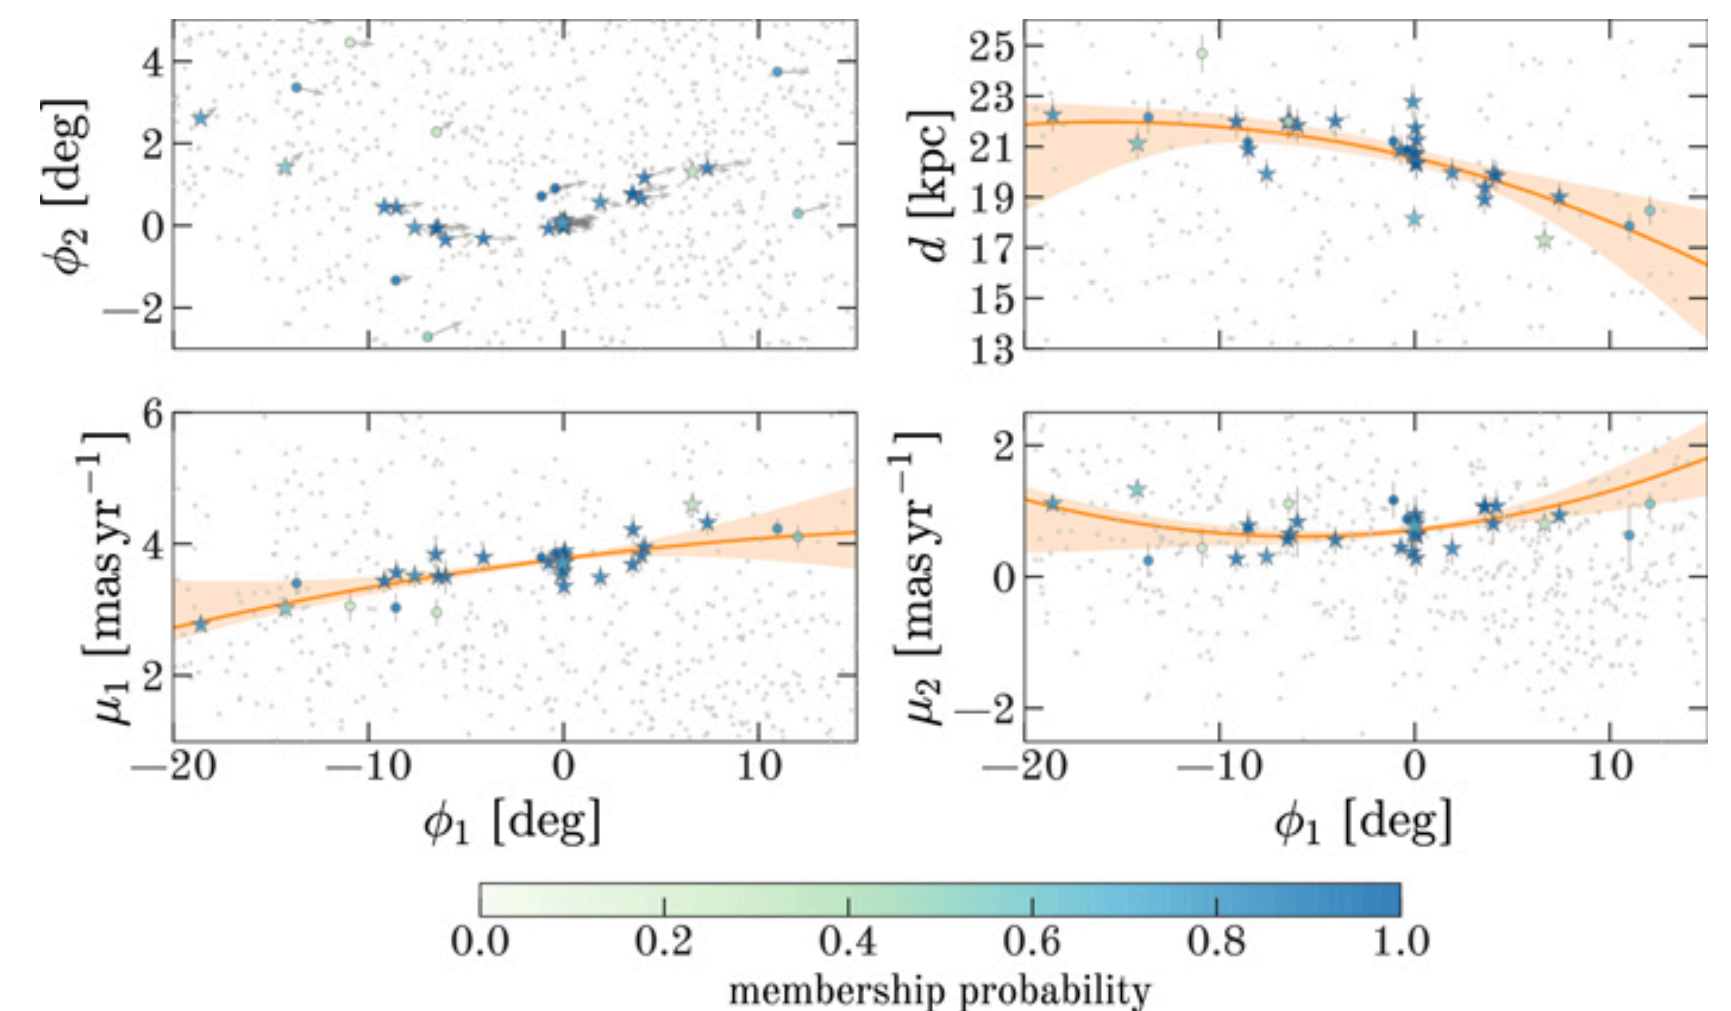 4
2
0
−2
ϕ₂ [deg]
25
23
21
19
17
15
13
d [kpc]
6
4
2
μ₁ [mas yr⁻¹]
−20 −10 0 10
ϕ₁ [deg]
2
0
−2
μ₂ [mas yr⁻¹]
−20 −10 0 10
ϕ₁ [deg]
0.0 0.2 0.4 0.6 0.8 1.0
membership probability